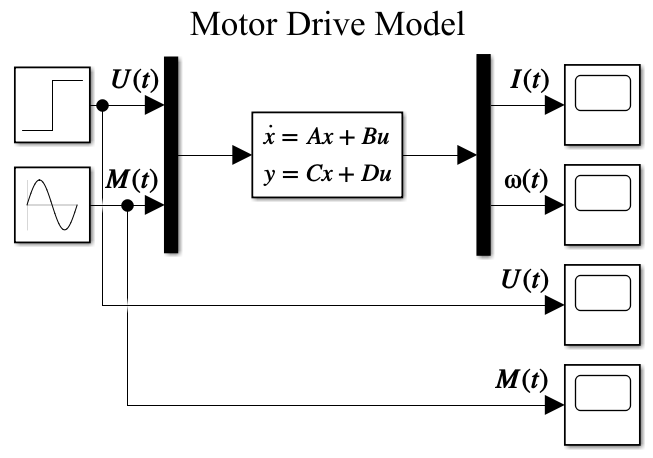 Motor Drive Model
U(t)
I(t)
ẋ = Ax + Bu
y = Cx + Du
M(t)
ω(t)
U(t)
M(t)